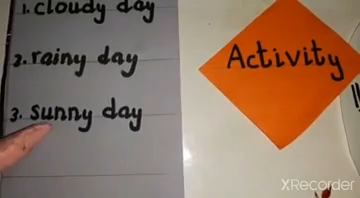 1. cloudy day
2. rainy day
3. sunny day
Activity
XRecorder